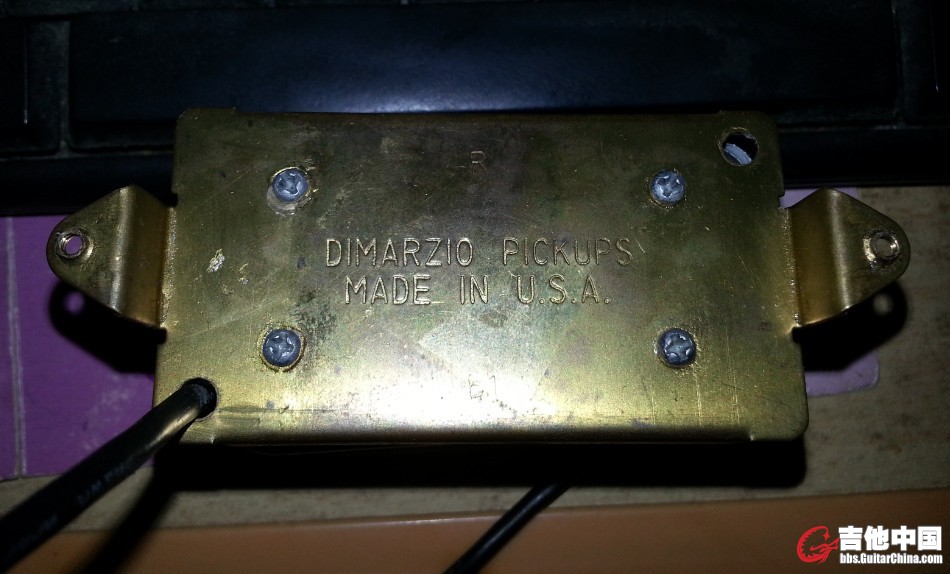 R
DIMARZIO PICKUPS
MADE IN U.S.A.
吉他中国
bbs.GuitarChina.com